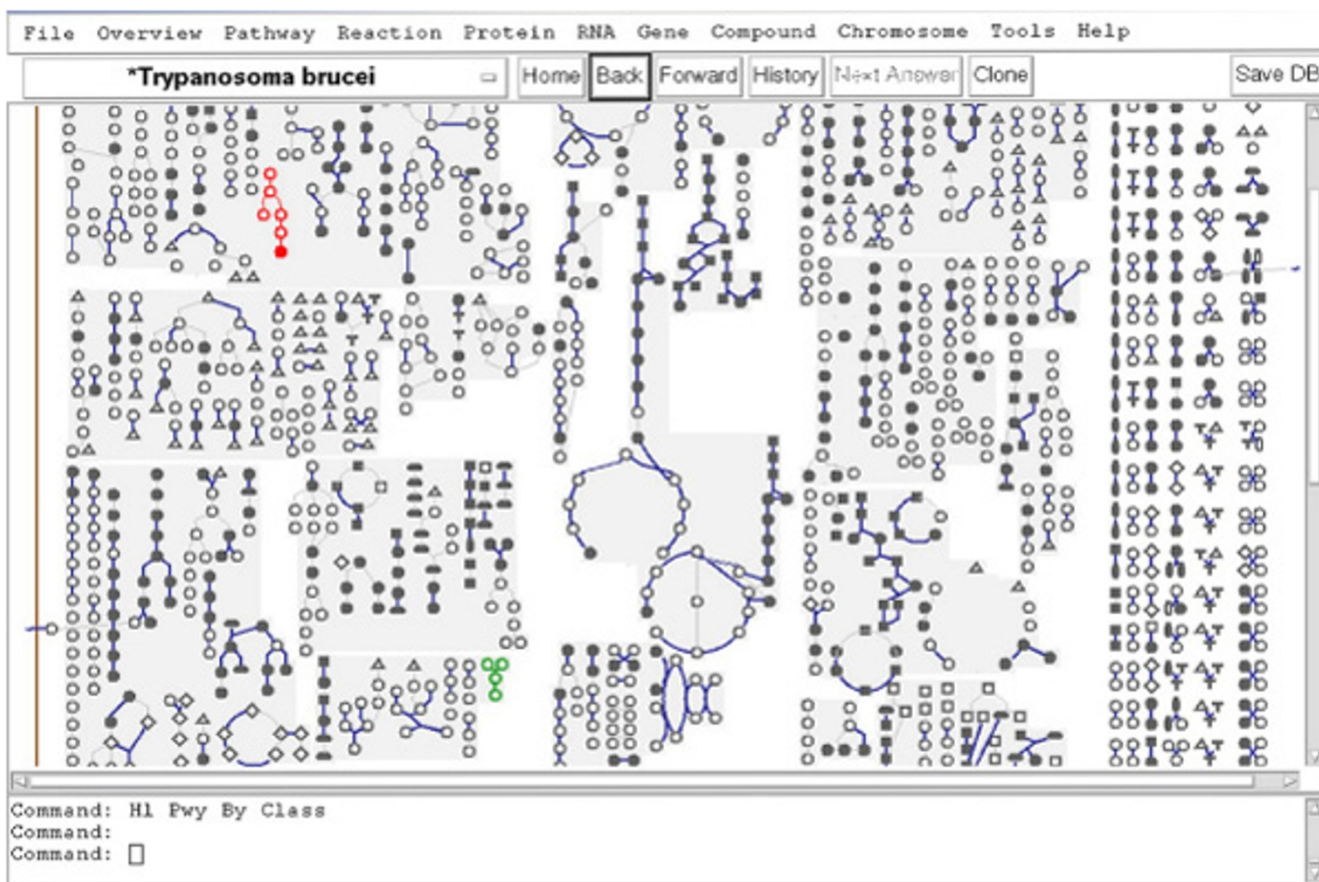 File Overview Pathway Reaction Protein RNA Gene Compound Chromosome Tools Help
*Trypanosoma brucei Home Back Forward History Next Answer Clone Save DB
Command: Hl Pwy By Class
Command:
Command: